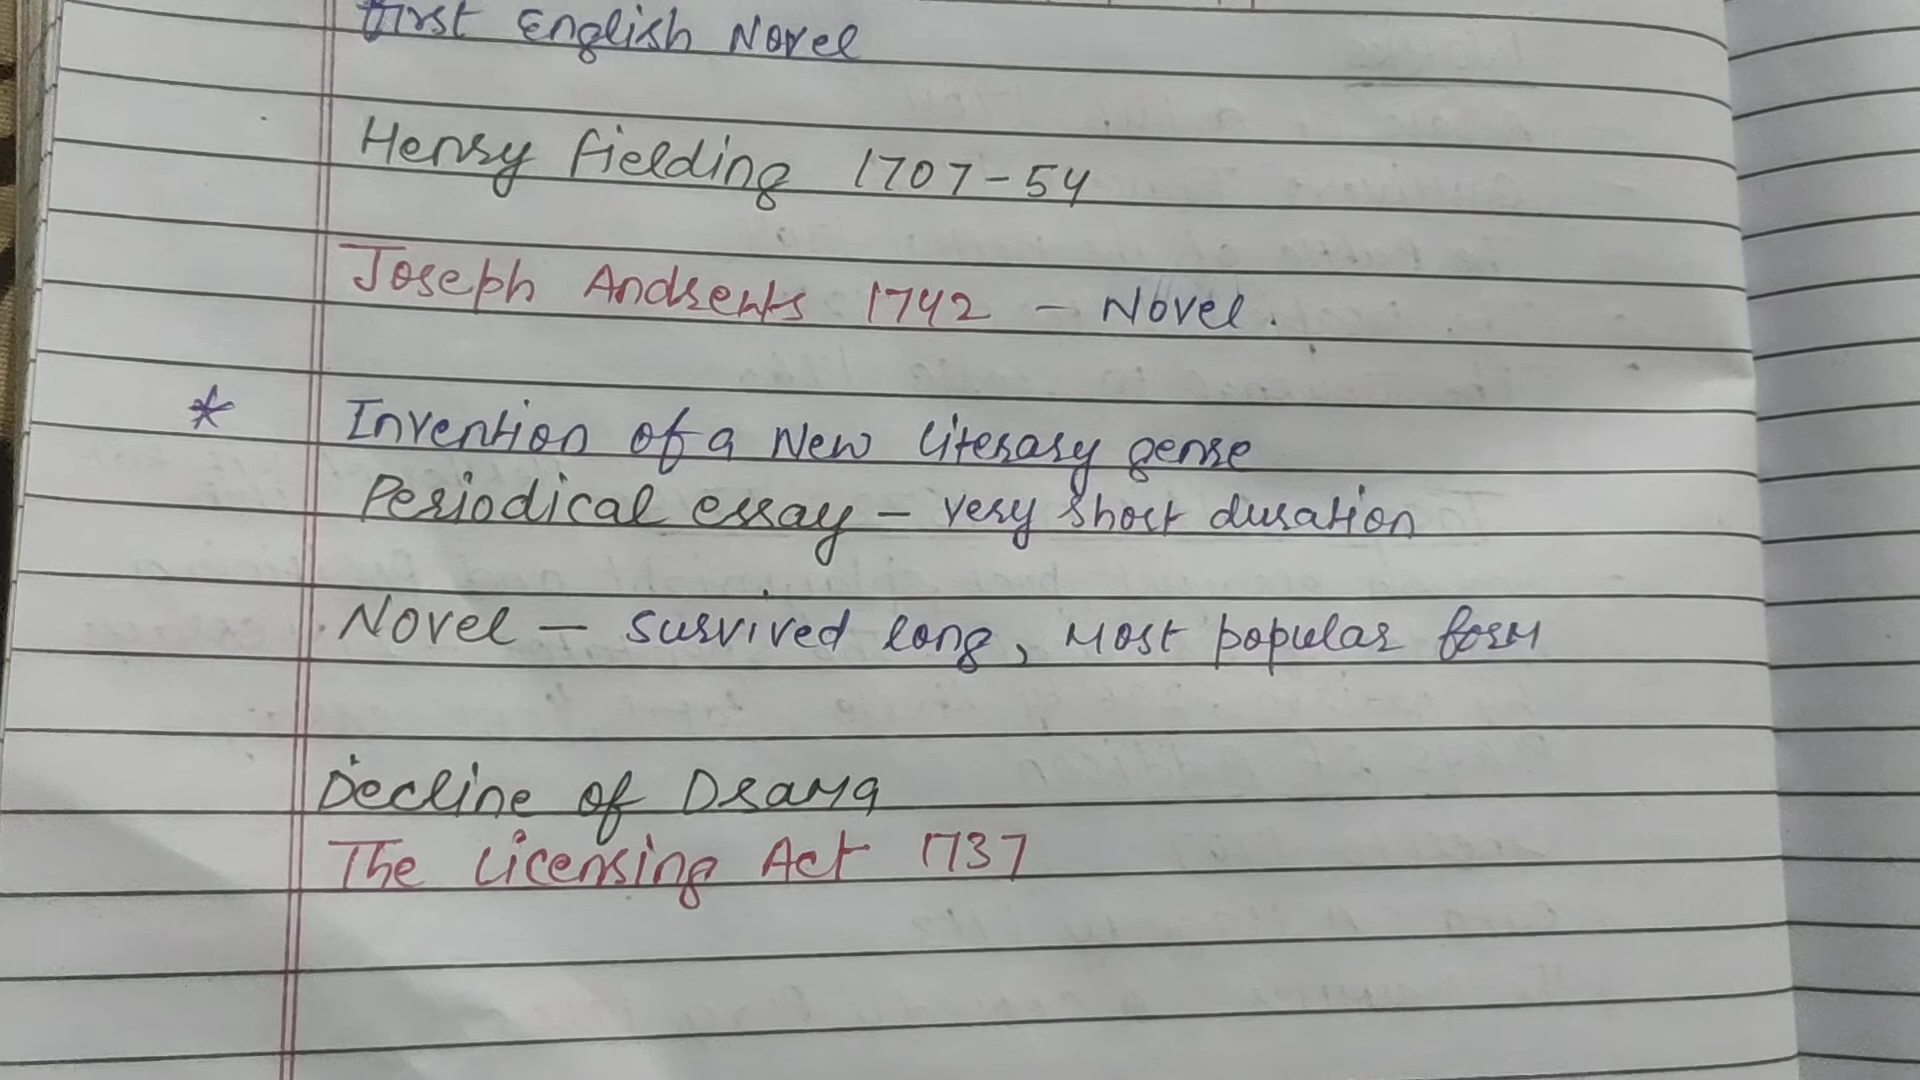 First English Novel
Henry Fielding 1707-54
Joseph Andrents 1742 - Novel.
* Invention of a New literary genre
Periodical essay - very short duration
Novel - survived long, Most popular form
Decline of Drama
The Licensing Act 1737